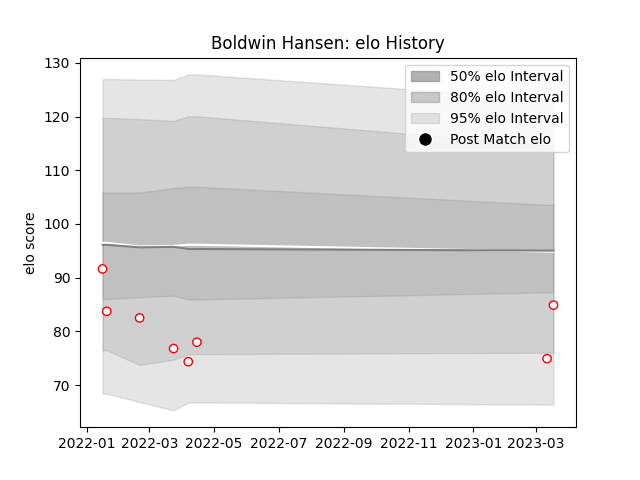 Boldwin Hansen: elo History
130
120
110
100
90
80
70
elo score
50% elo Interval
80% elo Interval
95% elo Interval
Post Match elo
2022-01 2022-03 2022-05 2022-07 2022-09 2022-11 2023-01 2023-03